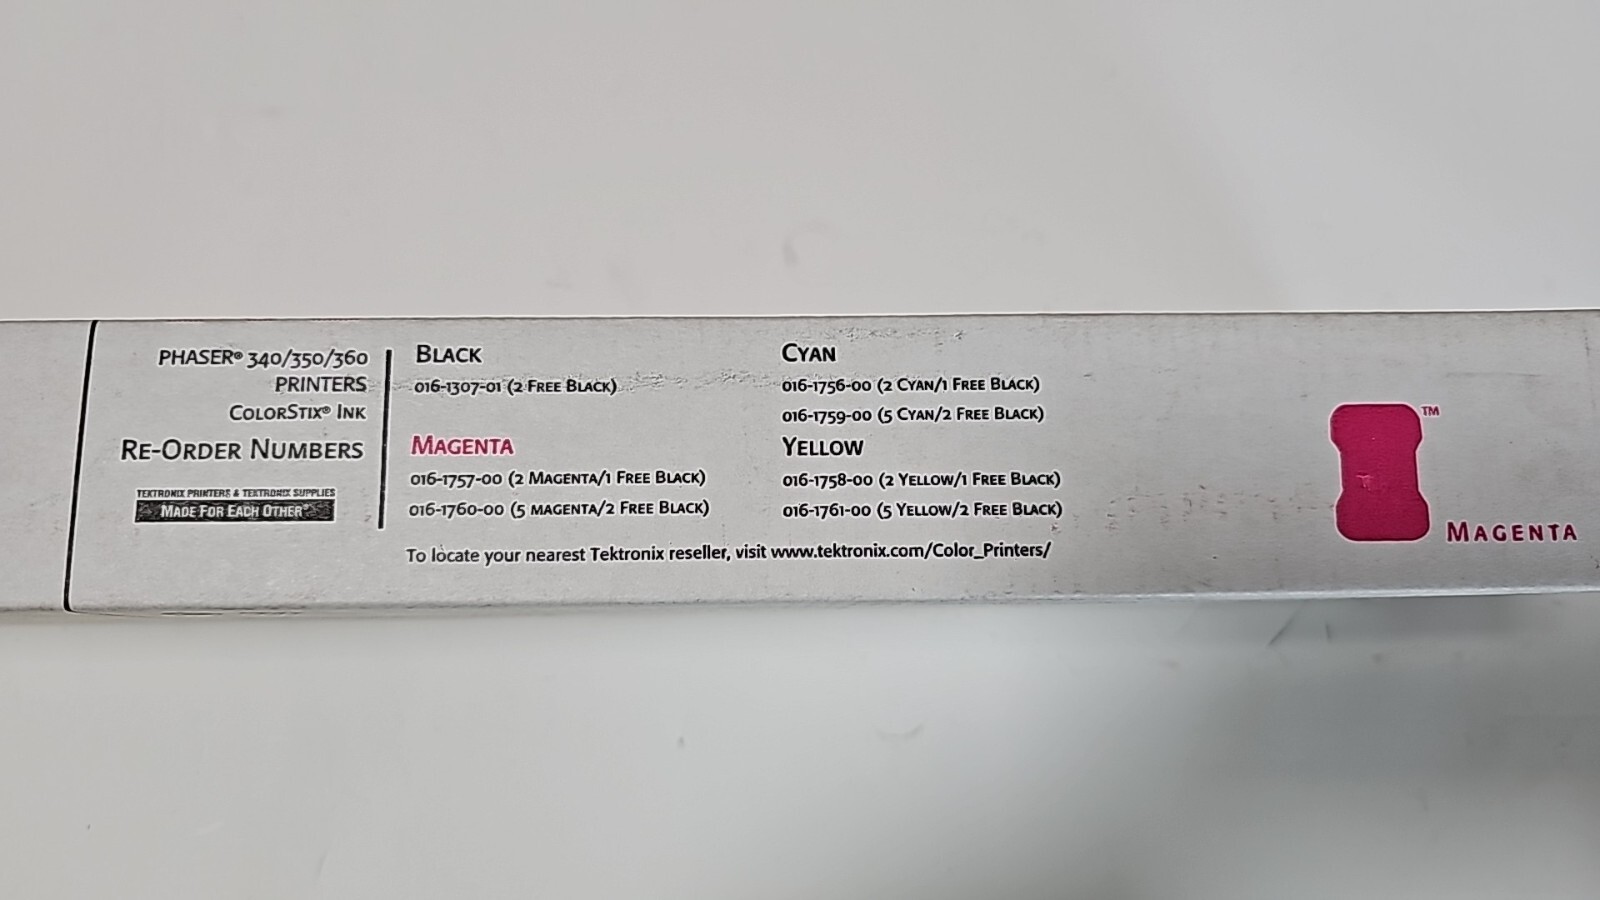 PHASER® 340/350/360
PRINTERS
COLORSTIX® INK
RE-ORDER NUMBERS
TEKTRONIX PRINTERS & TEKTRONIX SUPPLIES
MADE FOR EACH OTHER®
BLACK
016-1307-01 (2 FREE BLACK)
MAGENTA
016-1757-00 (2 MAGENTA/1 FREE BLACK)
016-1760-00 (5 MAGENTA/2 FREE BLACK)
CYAN
016-1756-00 (2 CYAN/1 FREE BLACK)
016-1759-00 (5 CYAN/2 FREE BLACK)
YELLOW
016-1758-00 (2 YELLOW/1 FREE BLACK)
016-1761-00 (5 YELLOW/2 FREE BLACK)
To locate your nearest Tektronix reseller, visit www.tektronix.com/Color_Printers/
TM
MAGENTA